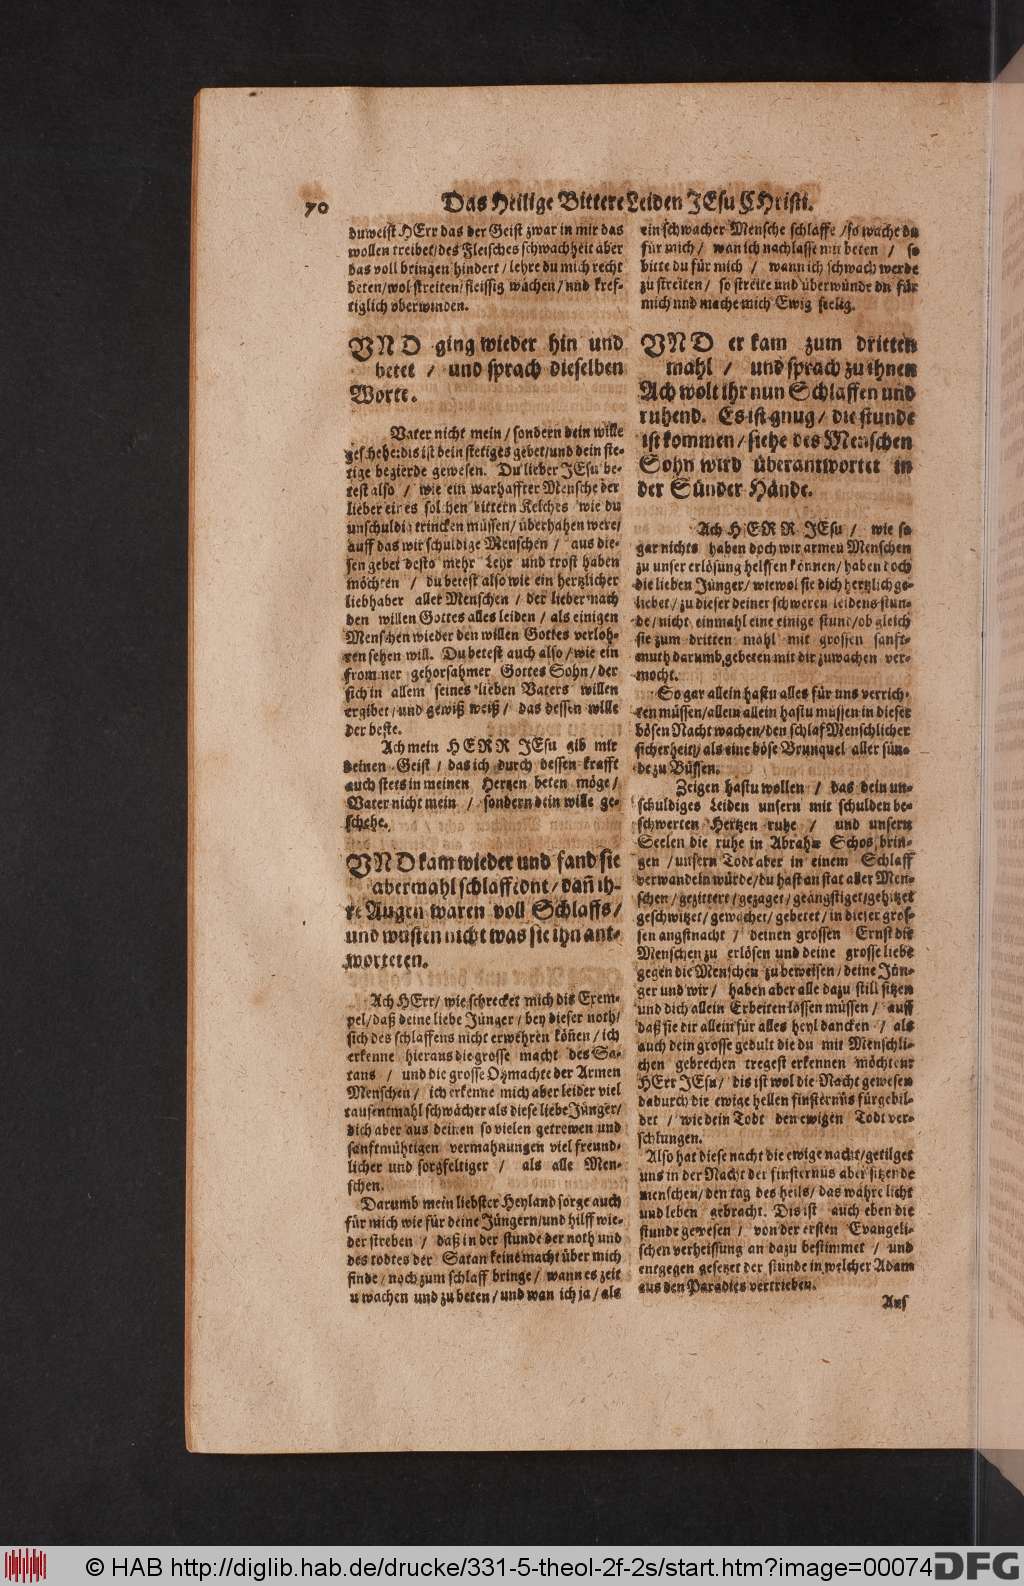 70
Das Heilige Bittere Leiden JEsu CHristi.
du weist HErr das der Geist zwar in mir das
wollen treibet/des Fleisches schwachheit aber
das voll bringen hindert/lehre du mich recht
beten/wol streiten/fleissig wachen/und kref-
tiglich uberwinden.
VND ging wieder hin und
betet / und sprach dieselben
Worte.
Vater nicht mein/sondern dein wille
geschehe: dis ist dein stetiges gebet/und dein ste-
tige begierde gewesen. Du lieber JEsu be-
test also / wie ein warhaffter Mensche der
lieber eines solchen bittern Kelches wie du
unschuldig trincken müssen/überhaben were/
auff das wir schuldige Menschen / aus die-
sen gebet desto mehr Lehr und trost haben
möchten / du betest also wie ein hertzlicher
liebhaber aller Menschen / der lieber nach
den willen Gottes alles leiden / als einigen
Menschen wieder den willen Gottes verloh-
ren sehen will. Du betest auch also/wie ein
frommer gehorsahmer Gottes Sohn/der
sich in allem seines lieben Vaters willen
ergibet/und gewiß weiß/ das dessen wille
der beste.
Ach mein HERR JEsu gib mir
deinen Geist / das ich durch dessen krafft
auch stets in meinen Hertzen beten möge/
Vater nicht mein / sondern dein wille ge-
schehe.
VND kam wieder und fand sie
abermahl schlaffendt/dañ ih-
re Augen waren voll Schlaffs/
und wusten nicht was sie ihn ant-
worteten.
Ach HErr/wie schrecket mich dis Exem-
pel/daß deine liebe Jünger/bey dieser noth/
sich des schlaffens nicht erwehren köñen/ich
erkenne hieraus die grosse macht des Sa-
tans / und die grosse Ohmachte der Armen
Menschen/ ich erkenne mich aber leider viel
tausentmahl schwächer als diese liebe Jünger/
dich aber aus deinen so vielen getrewen und
sanftmühtigen vermahnungen viel freund-
licher und sorgfeltiger / als alle Men-
schen.
Darumb mein liebster Heyland sorge auch
für mich wie für deine Jüngern/und hilff wie-
der streben / daß in der stunde der noth und
des todtes der Satan keine macht über mich
finde/noch zum schlaff bringe/ wann es zeit
u wachen und zu beten/und wan ich ja/als
ein schwacher Mensche schlaffe /so wache du
für mich/ wan ich nachlasse mit beten / so
bitte du für mich / wann ich schwach werde
zu streiten/ so streite und überwünde du für
mich und mache mich Ewig seelig.
VND er kam zum dritten
mahl / und sprach zu ihnen
Ach wolt ihr nun Schlaffen und
ruhend. Es ist gnug/ die stunde
ist kommen/siehe des Menschen
Sohn wird überantwortet in
der Sünder Hände.
Ach HERR JEsu / wie so
gar nichts haben doch wir armen Menschen
zu unser erlösung helffen können/haben doch
die lieben Jünger/wiewol sie dich hertzlich ge-
liebet/zu dieser deiner schweren leidens stun-
de/nicht einmahl eine einige stund/ob gleich
sie zum dritten mahl mit grossen sanft-
muth darumb gebeten mit dir zuwachen ver-
mocht.
So gar allein hastu alles für uns verrich-
ten müssen/allein allein hastu müssen in dieser
bösen Nacht wachen/den schlaf Menschlicher
sicherheit/als eine böse Brunquel aller sün-
de zu Büssen.
Zeigen hastu wollen / das dein un-
schuldiges Leiden unsern mit schulden be-
schwerten Hertzen ruhe / und unsern
Seelen die ruhe in Abrahæ Schos brin-
gen/unsern Todt aber in einem Schlaff
verwandeln würde/du hast an stat aller Men-
schen/gezittert/gezaget/geängstiget/gehitzet
geschwitzet/gewachet/gebetet/in dieser gros-
sen angstnacht / deinen grossen Ernst die
Menschen zu erlösen und deine grosse liebe
gegen die Menschen zu beweisen/deine Jün-
ger und wir/ haben aber alle dazu still sitzen
und dich allein Erbeiten lossen müssen/ auff
daß sie dir allein für alles heyl dancken / als
auch dein grosse gedult die du mit Menschli-
chen gebrechen tregest erkennen möchten:
HErr JEsu/ dis ist wol die Nacht gewesen
dadurch die ewige hellen finsternüs fürgebil-
det / wie dein Todt den ewigen Todt ver-
schlungen.
Also hat diese nacht die ewige nacht/getilget
uns in der Nacht der finsternüs aber sitzende
menschen/den tag des heils/das wahre licht
und leben gebracht. Dis ist auch eben die
stunde gewesen / von der ersten Evangeli-
schen verheissung an dazu bestimmet / und
entgegen gesetzet der stunde in welcher Adam
aus den Paradies vertrieben.
Aus
© HAB http://diglib.hab.de/drucke/331-5-theol-2f-2s/start.htm?image=00074
DFG